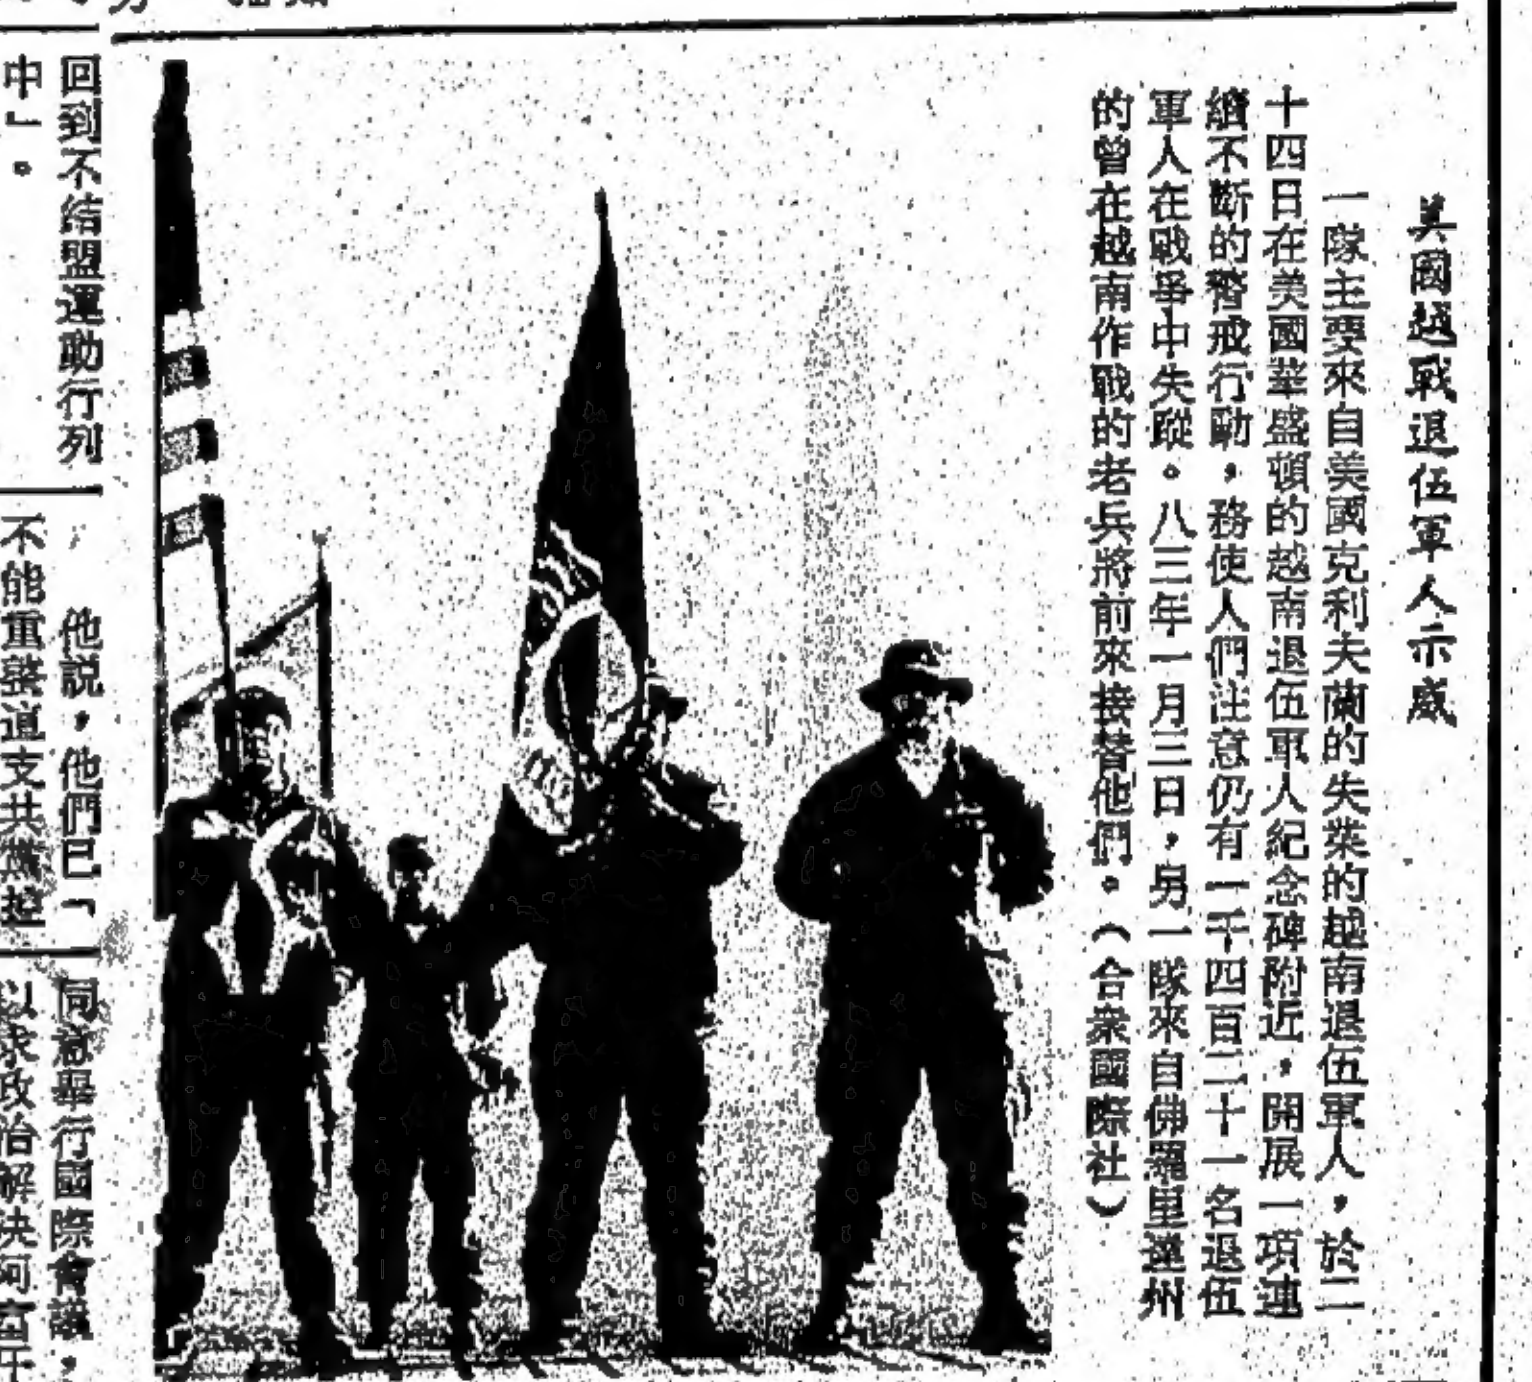 美國越戰退伍軍人示威
一隊主要來自美國克利夫蘭的失業的越南退伍軍人，於二
十四日在美國華盛頓的越南退伍軍人紀念碑附近，開展一項連
續不斷的警戒行動，務使人們注意仍有一千四百二十一名退伍
軍人在戰爭中失蹤。八三年一月三日，另一隊來自佛羅里達州
的曾在越南作戰的老兵將前來接替他們。（合衆國際社）
回到不結盟運動行列
中」。
他說，他們已「
不能重整這支共
同意舉行國際會議，
以求政治解決阿富汗